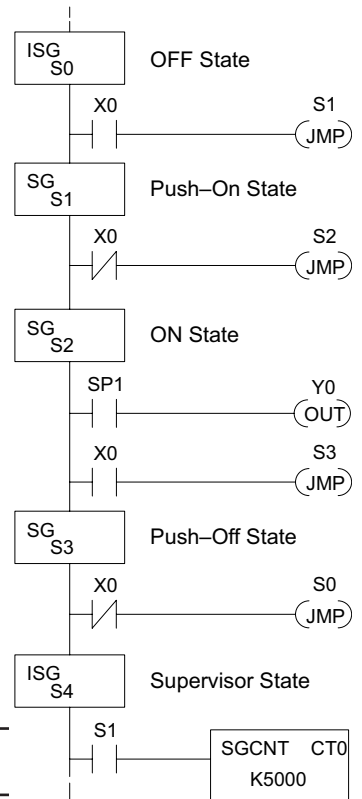 ISG
S0
OFF State
X0
S1
JMP
SG
S1
Push–On State
X0
S2
JMP
SG
S2
ON State
SP1
Y0
OUT
X0
S3
JMP
SG
S3
Push–Off State
X0
S0
JMP
ISG
S4
Supervisor State
S1
SGCNT CT0
K5000